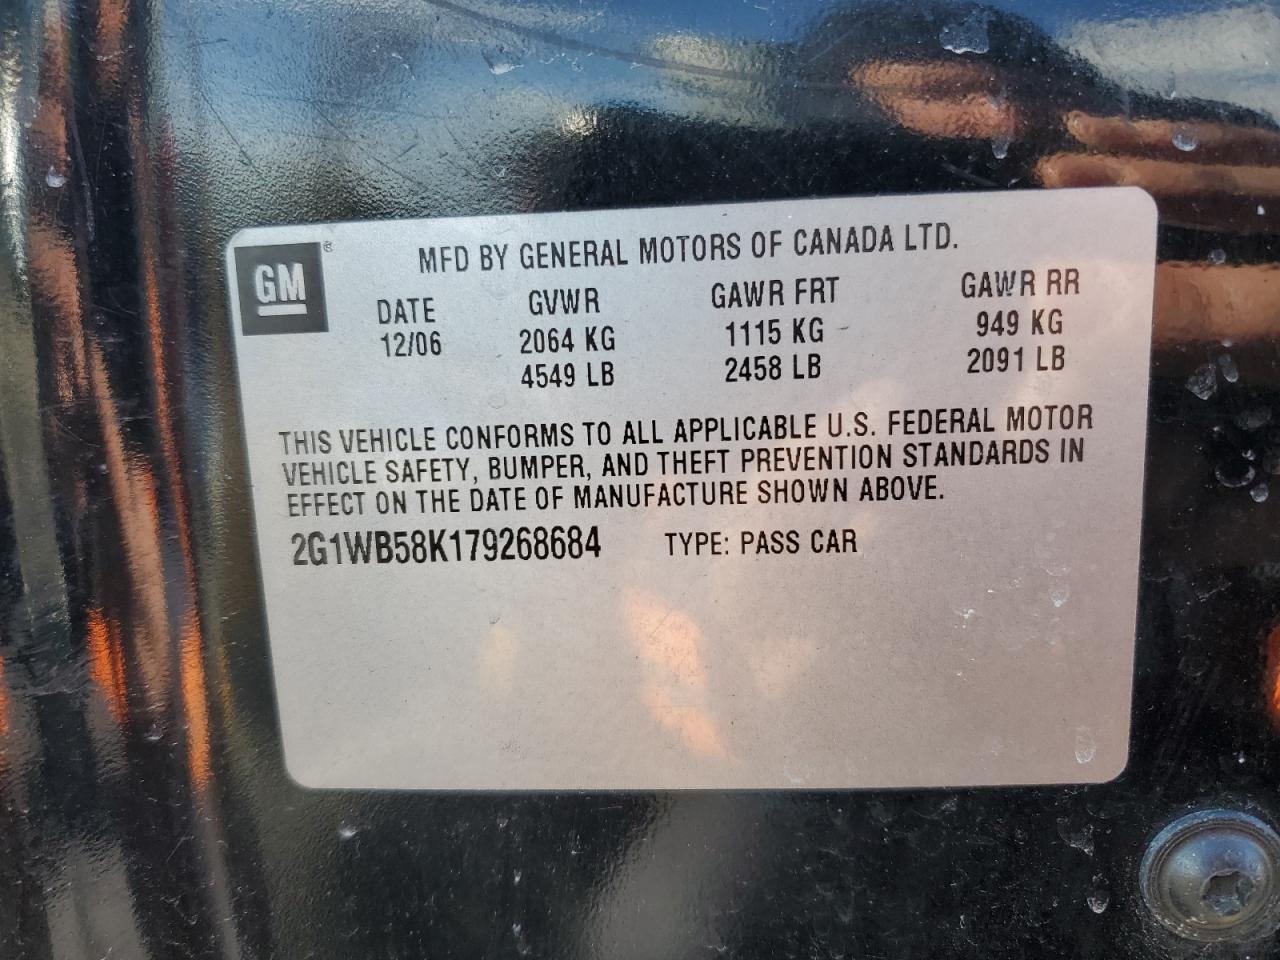 GM ®
MFD BY GENERAL MOTORS OF CANADA LTD.
DATE GVWR GAWR FRT GAWR RR
12/06 2064 KG 1115 KG 949 KG
4549 LB 2458 LB 2091 LB
THIS VEHICLE CONFORMS TO ALL APPLICABLE U.S. FEDERAL MOTOR
VEHICLE SAFETY, BUMPER, AND THEFT PREVENTION STANDARDS IN
EFFECT ON THE DATE OF MANUFACTURE SHOWN ABOVE.
2G1WB58K179268684 TYPE: PASS CAR